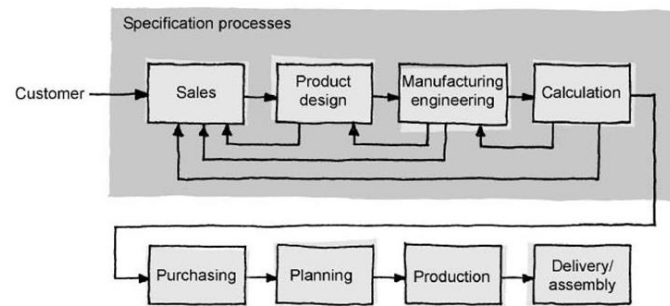 Specification processes
Customer
Sales
Product
design
Manufacturing
engineering
Calculation
Purchasing
Planning
Production
Delivery/
assembly